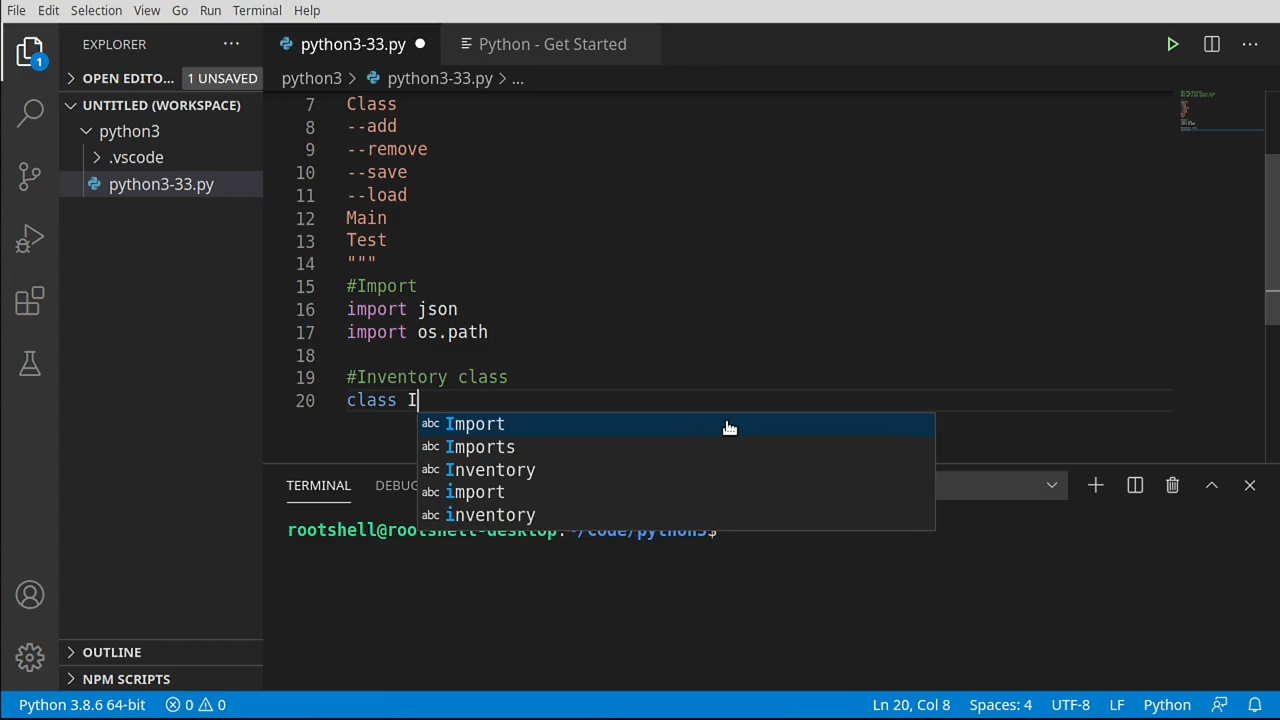 File Edit Selection View Go Run Terminal Help
EXPLORER
python3-33.py
Python - Get Started
OPEN EDITO... 1 UNSAVED
python3 > python3-33.py > ...
UNTITLED (WORKSPACE)
python3
.vscode
python3-33.py
1
7 Class
8 --add
9 --remove
10 --save
11 --load
12 Main
13 Test
14 """
15 #Import
16 import json
17 import os.path
18
19 #Inventory class
20 class I
abc Import
abc Imports
abc Inventory
abc import
abc inventory
TERMINAL DEBUG
rootshell@rootshell-desktop:~/code/python3$
OUTLINE
NPM SCRIPTS
Python 3.8.6 64-bit 0 0 Ln 20, Col 8 Spaces: 4 UTF-8 LF Python